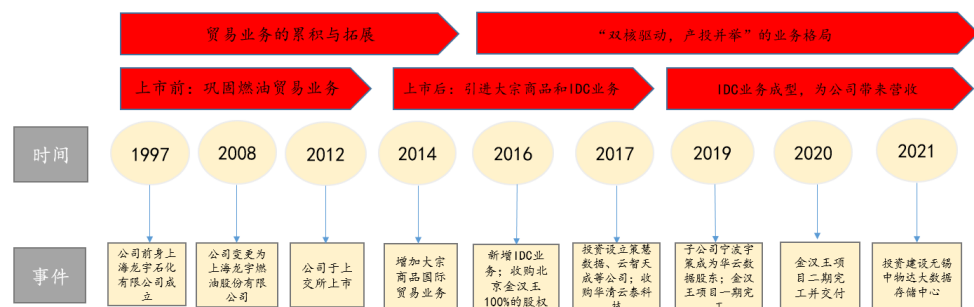 贸易业务的累积与拓展
“双核驱动，产投并举”的业务格局
上市前：巩固燃油贸易业务
上市后：引进大宗商品和IDC业务
IDC业务成型，为公司带来营收
时间
1997
2008
2012
2014
2016
2017
2019
2020
2021
事件
公司前身上
海龙宇石化
有限公司成
立
公司变更为
上海龙宇燃
油股份有限
公司
公司于上
交所上市
增加大宗
商品国际
贸易业务
新增IDC业
务；收购北
京金汉王
100%的股权
投资设立策慧
数据、云智天
成等公司；收
购华清云泰科
技
子公司宁波宇
策成为华云数
据股东；金汉
王项目一期完
工
金汉王项
目二期完
工并交付
投资建设无锡
中物达大数据
存储中心